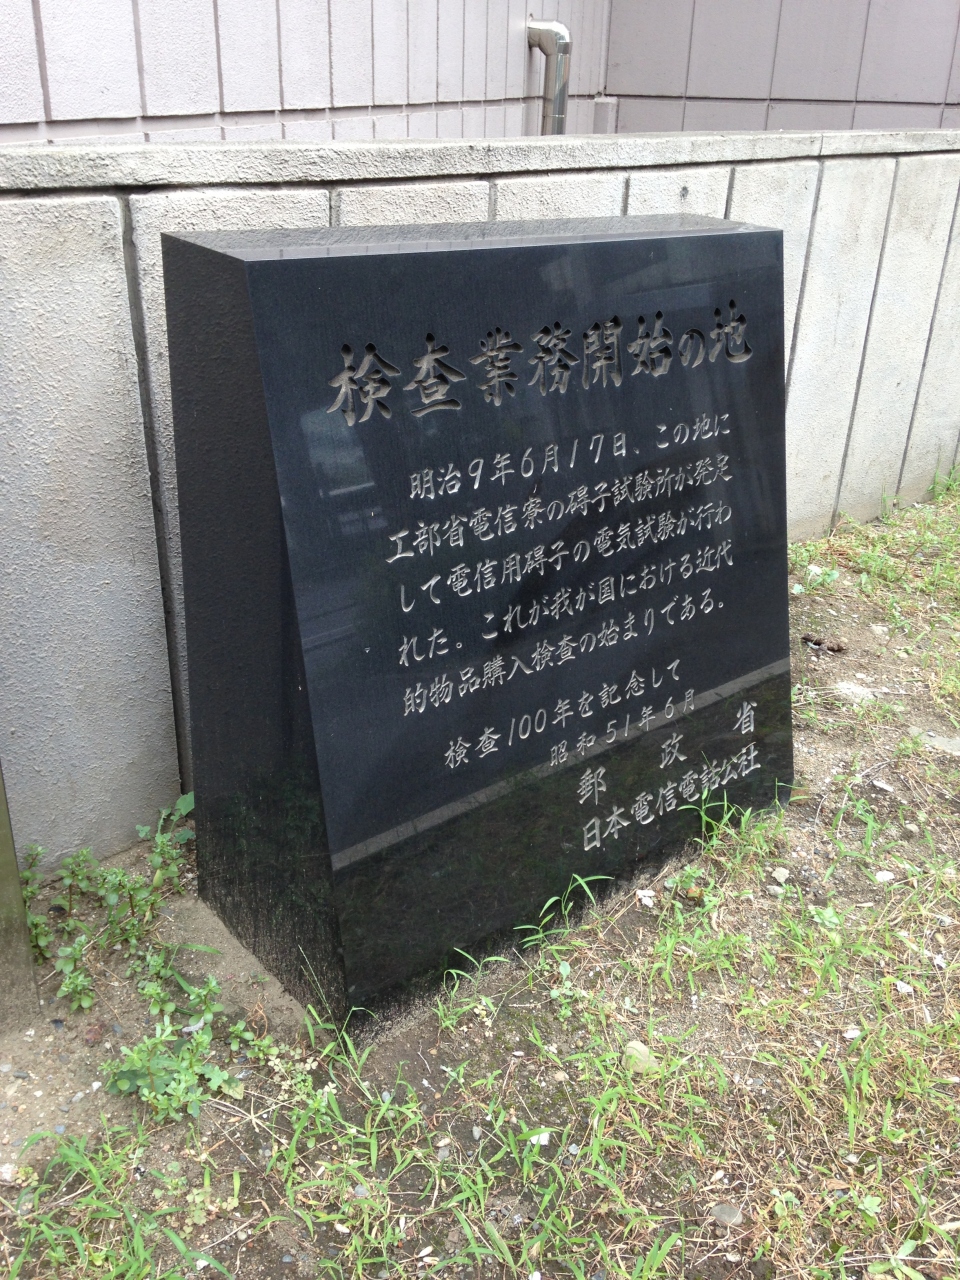 検査業務開始の地
明治9年6月17日、この地に
工部省電信寮の碍子試験所が発足
して電信用碍子の電気試験が行わ
れた。これが我が国における近代
的物品購入検査の始まりである。
検査100年を記念して
昭和51年6月
郵政省
日本電信電話公社